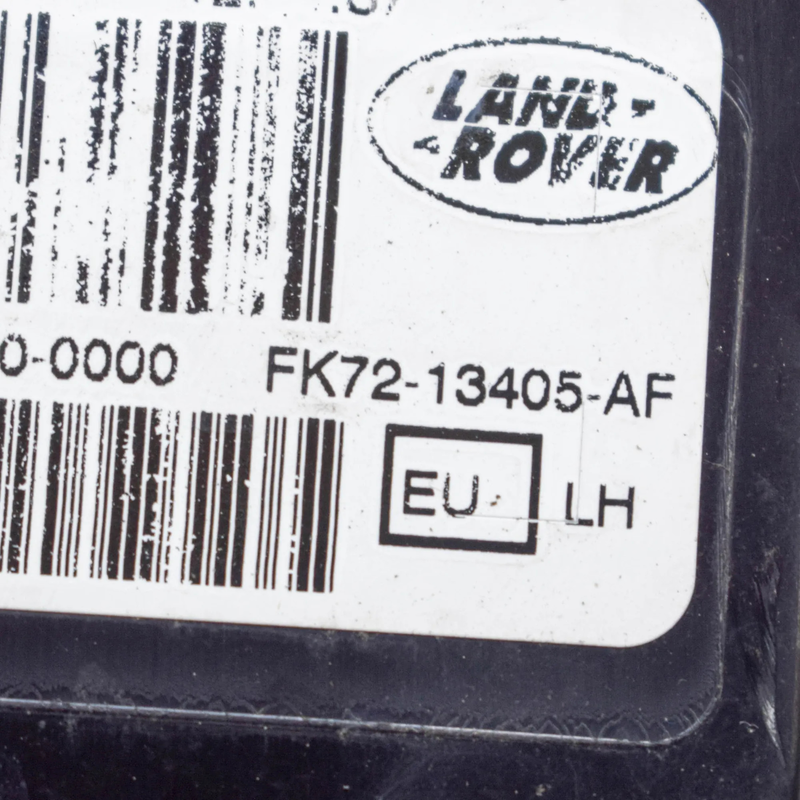 LAND-
-ROVER
0-0000 FK72-13405-AF
EU LH